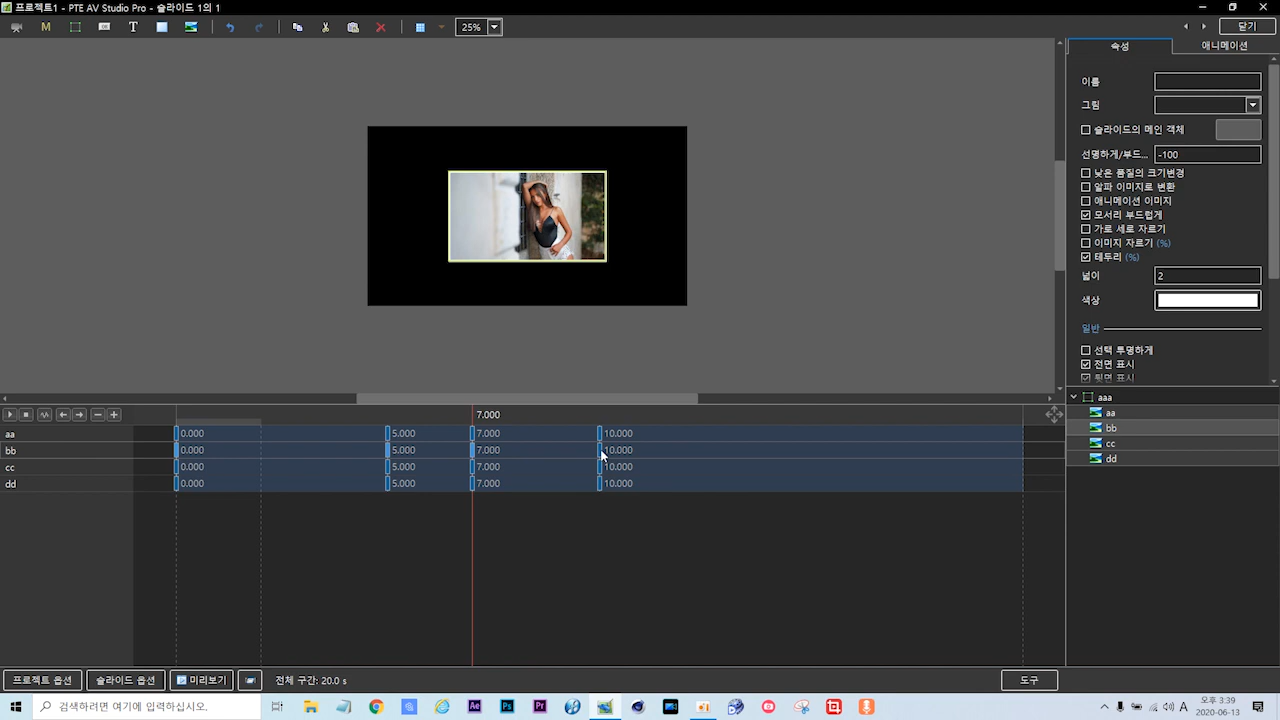 프로젝트1 - PTE AV Studio Pro - 슬라이드 1의 1
M
OK
T
25%
닫기
속성
애니메이션
이름
그림
슬라이드의 메인 객체
선명하게/부드...
-100
낮은 품질의 크기변경
알파 이미지로 변환
애니메이션 이미지
모서리 부드럽게
가로 세로 자르기
이미지 자르기 (%)
테두리 (%)
넓이
2
색상
일반
선택 투명하게
전면 표시
뒷면 표시
aaa
aa
bb
cc
dd
7.000
aa 0.000 5.000 7.000 10.000
bb 0.000 5.000 7.000 10.000
cc 0.000 5.000 7.000 10.000
dd 0.000 5.000 7.000 10.000
프로젝트 옵션
슬라이드 옵션
미리보기
전체 구간: 20.0 s
도구
검색하려면 여기에 입력하십시오.
Ae
Ps
Pr
A
오후 3:39
2020-06-13